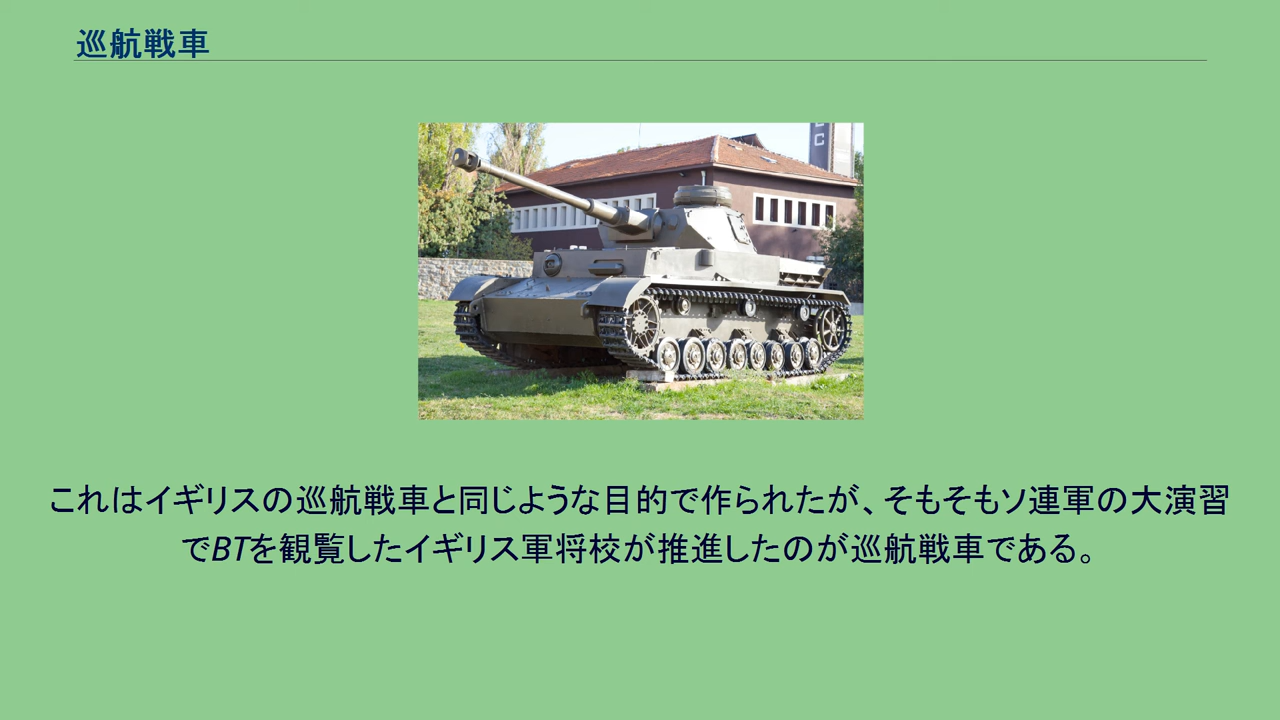 巡航戦車
C
これはイギリスの巡航戦車と同じような目的で作られたが、そもそもソ連軍の大演習
でBTを観覧したイギリス軍将校が推進したのが巡航戦車である。